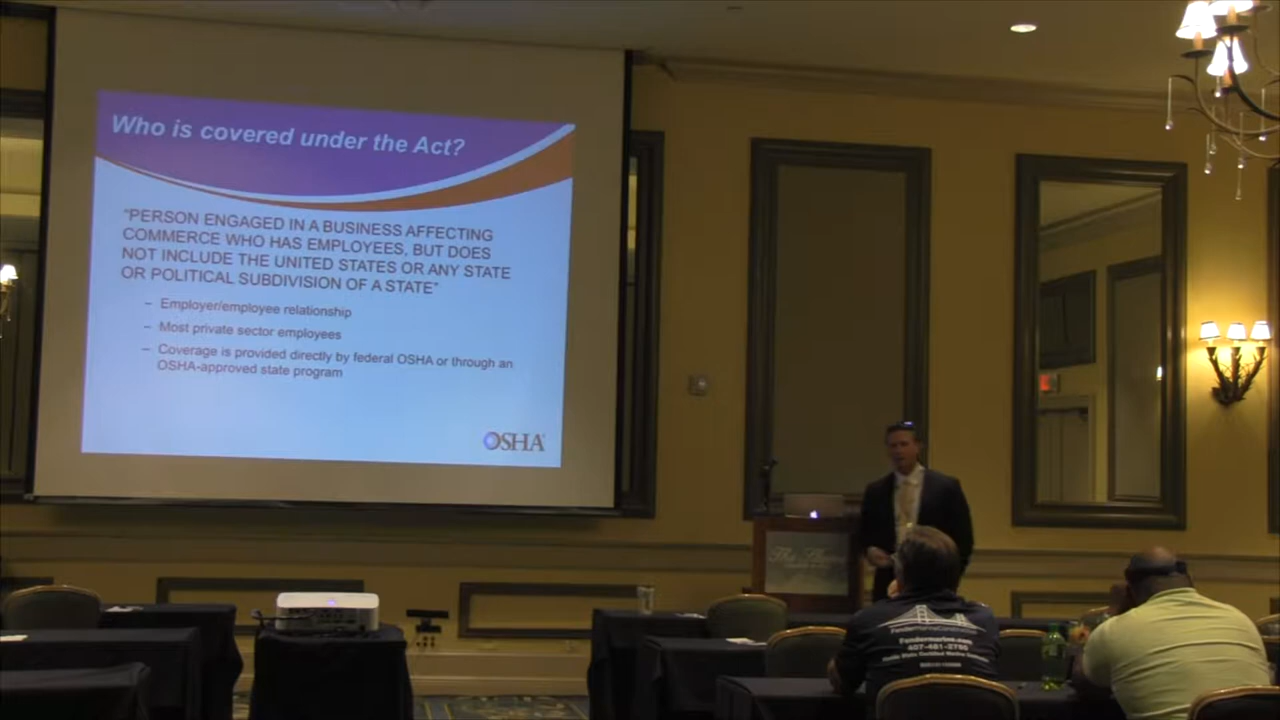 Who is covered under the Act?
"PERSON ENGAGED IN A BUSINESS AFFECTING
COMMERCE WHO HAS EMPLOYEES, BUT DOES
NOT INCLUDE THE UNITED STATES OR ANY STATE
OR POLITICAL SUBDIVISION OF A STATE"
– Employer/employee relationship
– Most private sector employees
– Coverage is provided directly by federal OSHA or through an
OSHA-approved state program
OSHA